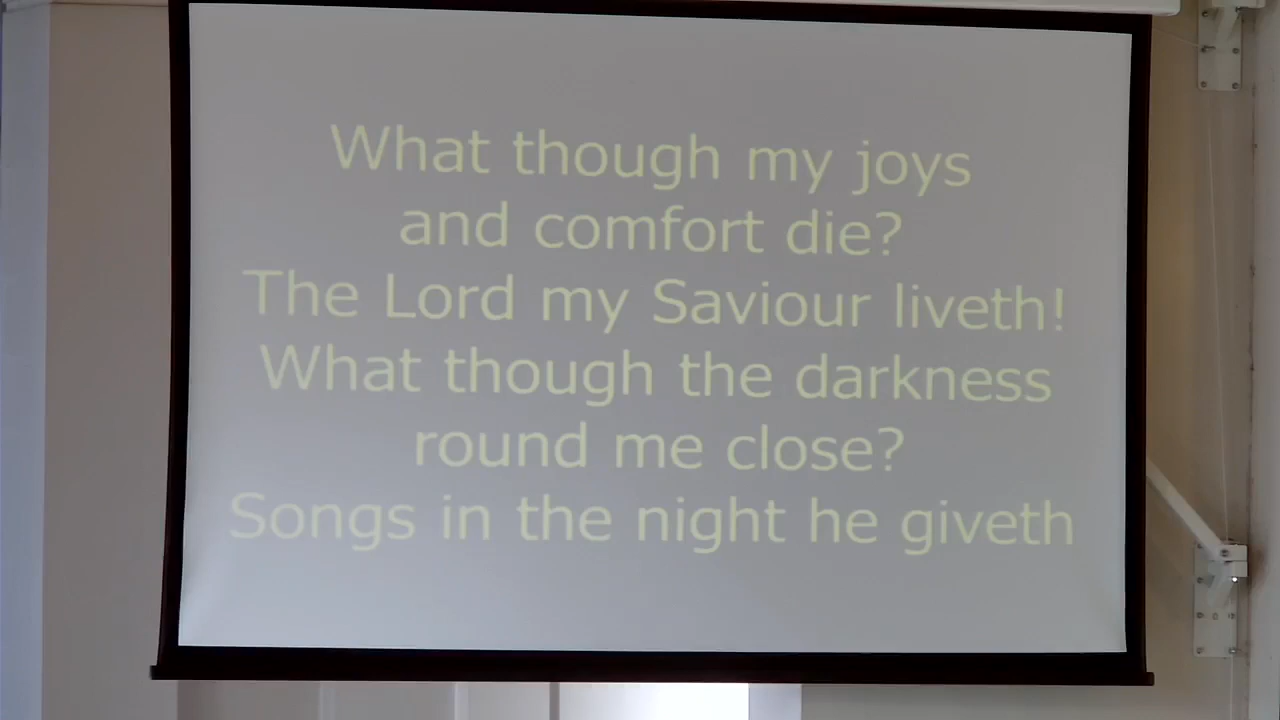 What though my joys
and comfort die?
The Lord my Saviour liveth!
What though the darkness
round me close?
Songs in the night he giveth